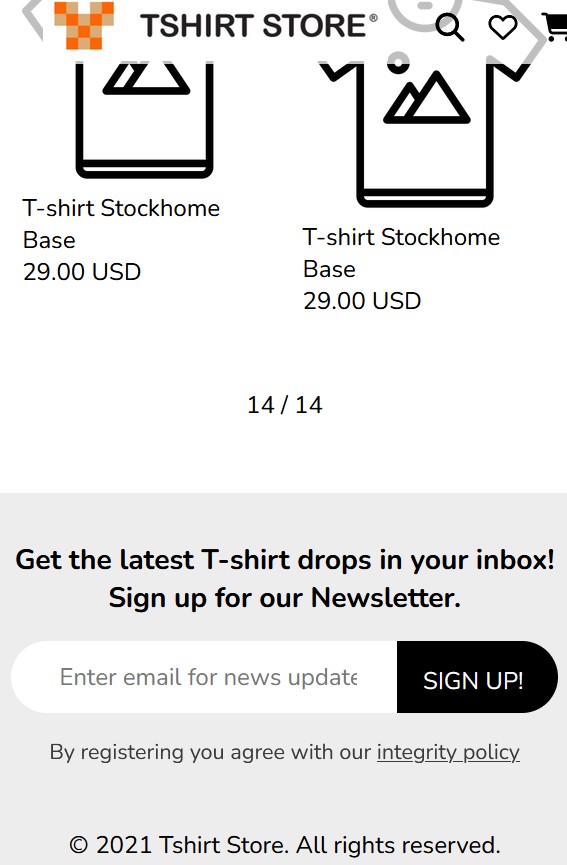 TSHIRT STORE®
T-shirt Stockhome
Base
29.00 USD
T-shirt Stockhome
Base
29.00 USD
14 / 14
Get the latest T-shirt drops in your inbox!
Sign up for our Newsletter.
Enter email for news update
SIGN UP!
By registering you agree with our integrity policy
© 2021 Tshirt Store. All rights reserved.